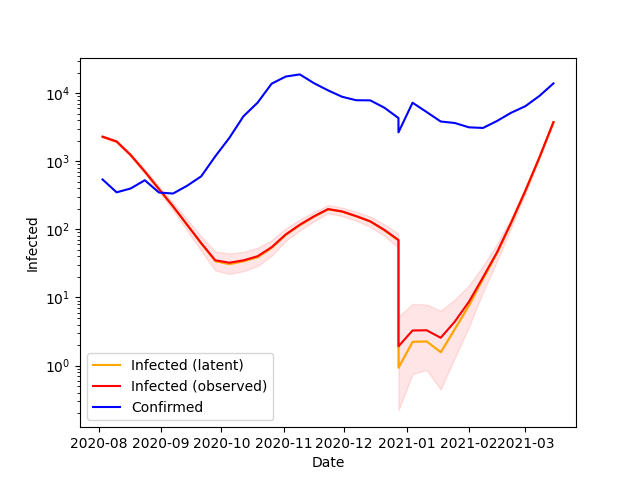 Infected
10⁴
10³
10²
10¹
10⁰
Infected (latent)
Infected (observed)
Confirmed
2020-08 2020-09 2020-10 2020-11 2020-12 2021-01 2021-02 2021-03
Date